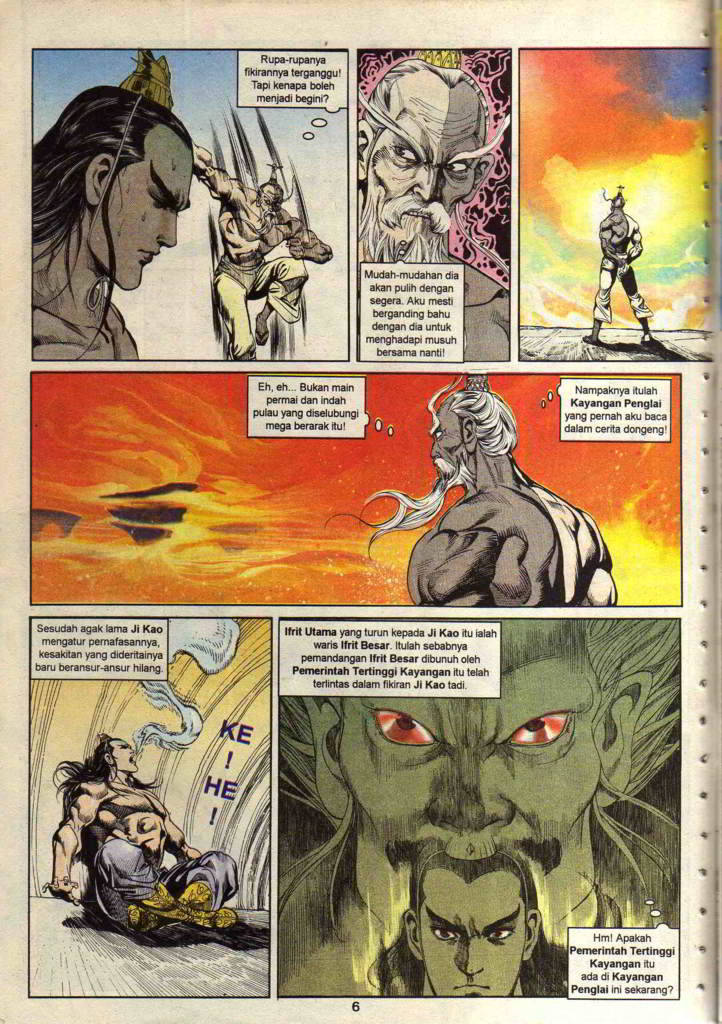 Rupa-rupanya
fikirannya terganggu!
Tapi kenapa boleh
menjadi begini?
Mudah-mudahan dia
akan pulih dengan
segera. Aku mesti
berganding bahu
dengan dia untuk
menghadapi musuh
bersama nanti!
Eh, eh... Bukan main
permai dan indah
pulau yang diselubungi
mega berarak itu!
Nampaknya itulah
Kayangan Penglai
yang pernah aku baca
dalam cerita dongeng!
Sesudah agak lama Ji Kao
mengatur pernafasannya,
kesakitan yang dideritainya
baru beransur-ansur hilang.
KE
!
HE
!
Ifrit Utama yang turun kepada Ji Kao itu ialah
waris Ifrit Besar. Itulah sebabnya
pemandangan Ifrit Besar dibunuh oleh
Pemerintah Tertinggi Kayangan itu telah
terlintas dalam fikiran Ji Kao tadi.
Hm! Apakah
Pemerintah Tertinggi
Kayangan itu
ada di Kayangan
Penglai ini sekarang?
6